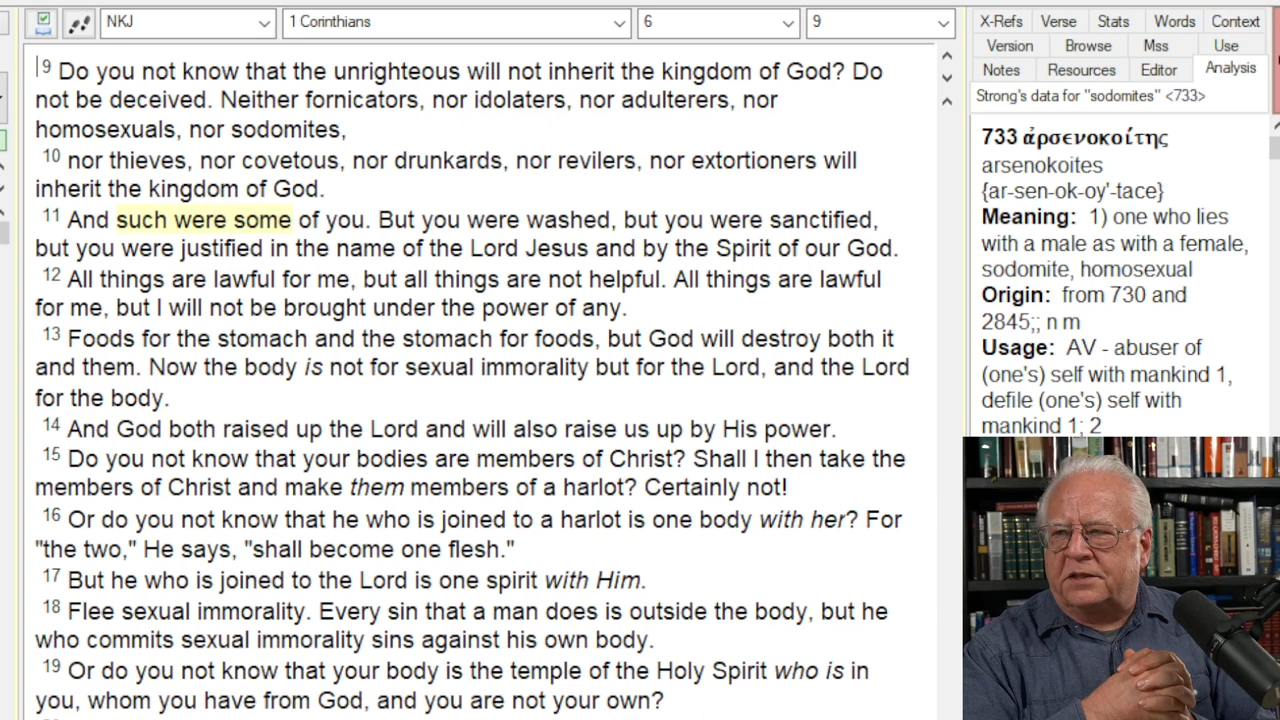 NKJ
1 Corinthians
6
9
9 Do you not know that the unrighteous will not inherit the kingdom of God? Do
not be deceived. Neither fornicators, nor idolaters, nor adulterers, nor
homosexuals, nor sodomites,
10 nor thieves, nor covetous, nor drunkards, nor revilers, nor extortioners will
inherit the kingdom of God.
11 And such were some of you. But you were washed, but you were sanctified,
but you were justified in the name of the Lord Jesus and by the Spirit of our God.
12 All things are lawful for me, but all things are not helpful. All things are lawful
for me, but I will not be brought under the power of any.
13 Foods for the stomach and the stomach for foods, but God will destroy both it
and them. Now the body is not for sexual immorality but for the Lord, and the Lord
for the body.
14 And God both raised up the Lord and will also raise us up by His power.
15 Do you not know that your bodies are members of Christ? Shall I then take the
members of Christ and make them members of a harlot? Certainly not!
16 Or do you not know that he who is joined to a harlot is one body with her? For
"the two," He says, "shall become one flesh."
17 But he who is joined to the Lord is one spirit with Him.
18 Flee sexual immorality. Every sin that a man does is outside the body, but he
who commits sexual immorality sins against his own body.
19 Or do you not know that your body is the temple of the Holy Spirit who is in
you, whom you have from God, and you are not your own?
X-Refs Verse Stats Words Context
Version Browse Mss Use
Notes Resources Editor Analysis
Strong's data for "sodomites" <733>
733 ἀρσενοκοίτης
arsenokoites
{ar-sen-ok-oy'-tace}
Meaning: 1) one who lies
with a male as with a female,
sodomite, homosexual
Origin: from 730 and
2845;; n m
Usage: AV - abuser of
(one's) self with mankind 1,
defile (one's) self with
mankind 1; 2